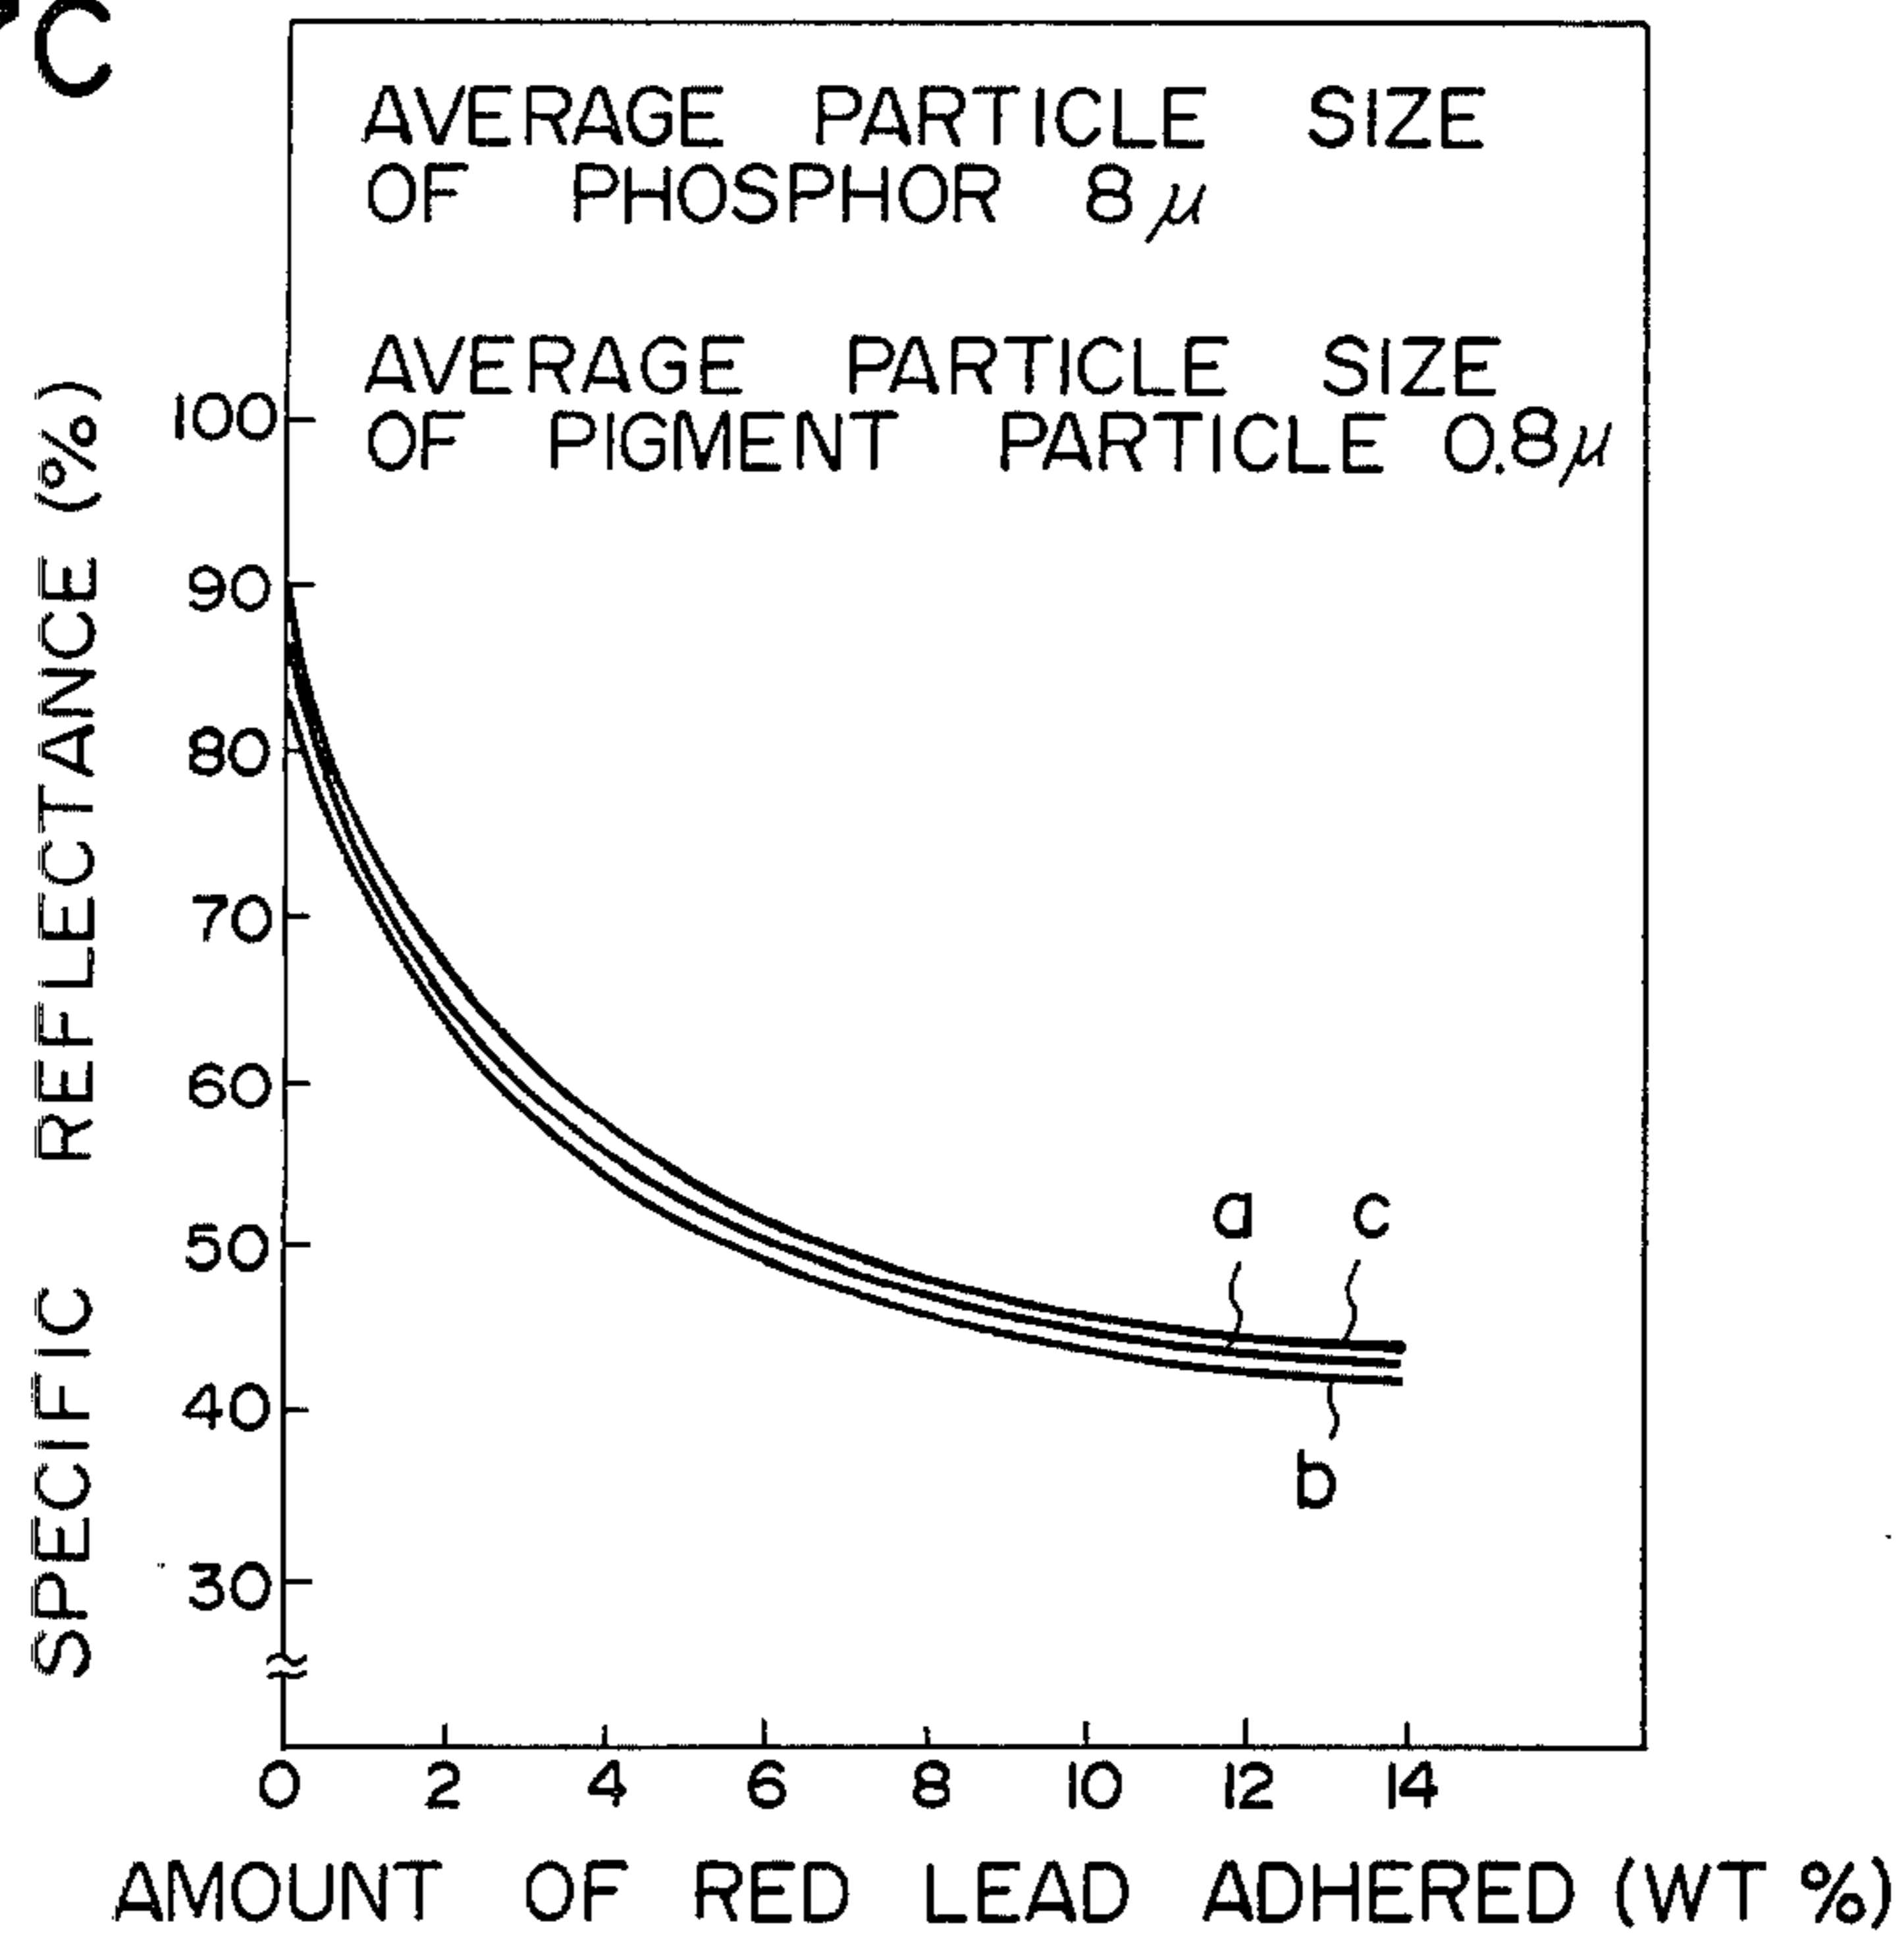 C
AVERAGE PARTICLE SIZE
OF PHOSPHOR 8μ
AVERAGE PARTICLE SIZE
OF PIGMENT PARTICLE 0.8μ
SPECIFIC REFLECTANCE (%)
100
90
80
70
60
50
40
30
a
c
b
0 2 4 6 8 10 12 14
AMOUNT OF RED LEAD ADHERED (WT %)